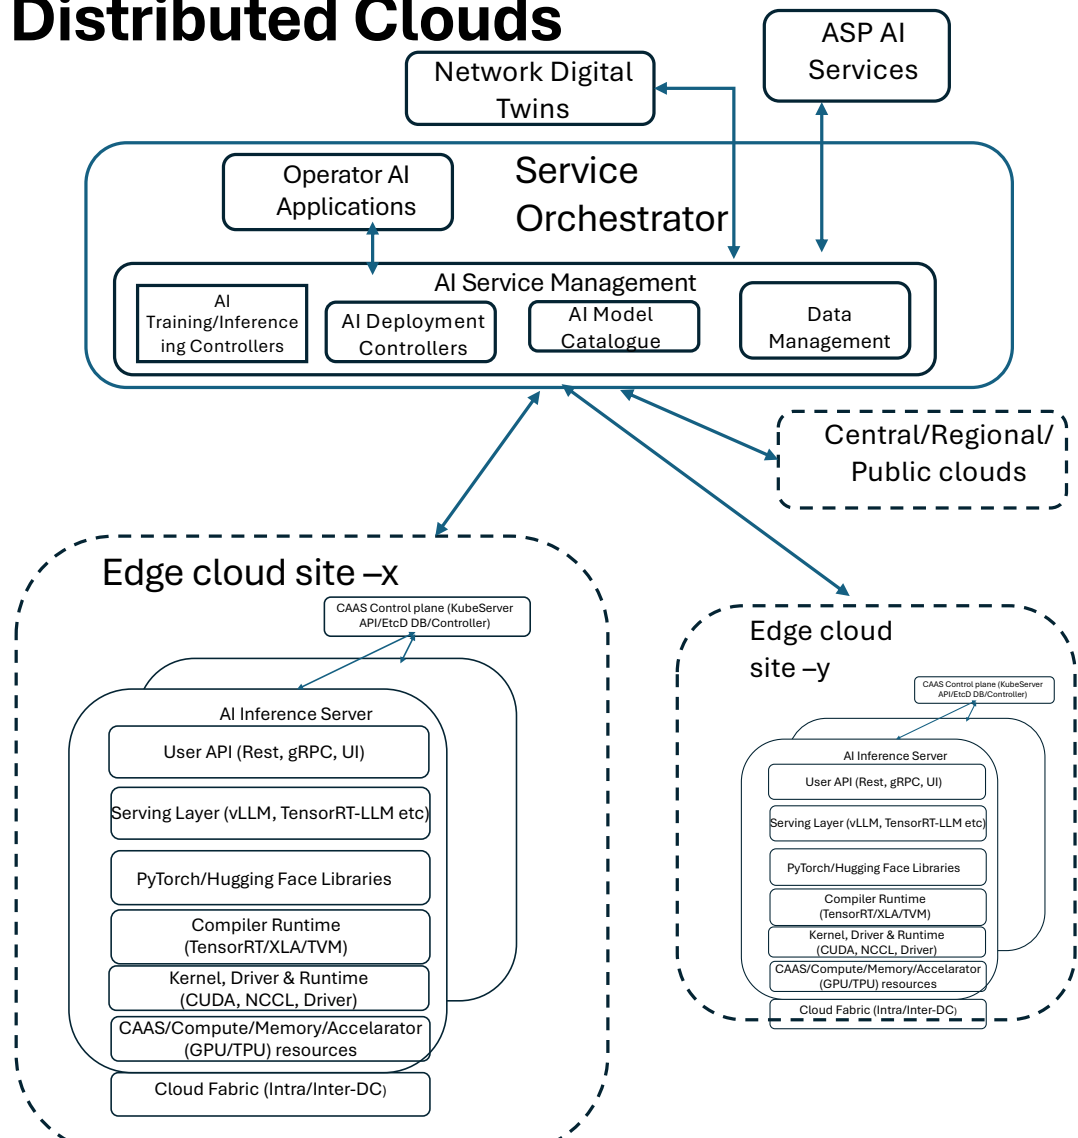 Distributed Clouds
ASP AI
Services
Network Digital
Twins
Service
Orchestrator
Operator AI
Applications
AI Service Management
AI
Training/Inference
ing Controllers
AI Deployment
Controllers
AI Model
Catalogue
Data
Management
Central/Regional/
Public clouds
Edge cloud site –x
CAAS Control plane (KubeServer
API/EtcD DB/Controller)
AI Inference Server
User API (Rest, gRPC, UI)
Serving Layer (vLLM, TensorRT-LLM etc)
PyTorch/Hugging Face Libraries
Compiler Runtime
(TensorRT/XLA/TVM)
Kernel, Driver & Runtime
(CUDA, NCCL, Driver)
CAAS/Compute/Memory/Accelarator
(GPU/TPU) resources
Cloud Fabric (Intra/Inter-DC)
Edge cloud
site –y
CAAS Control plane (KubeServer
API/EtcD DB/Controller)
AI Inference Server
User API (Rest, gRPC, UI)
Serving Layer (vLLM, TensorRT-LLM etc)
PyTorch/Hugging Face Libraries
Compiler Runtime
(TensorRT/XLA/TVM)
Kernel, Driver & Runtime
(CUDA, NCCL, Driver)
CAAS/Compute/Memory/Accelarator
(GPU/TPU) resources
Cloud Fabric (Intra/Inter-DC)